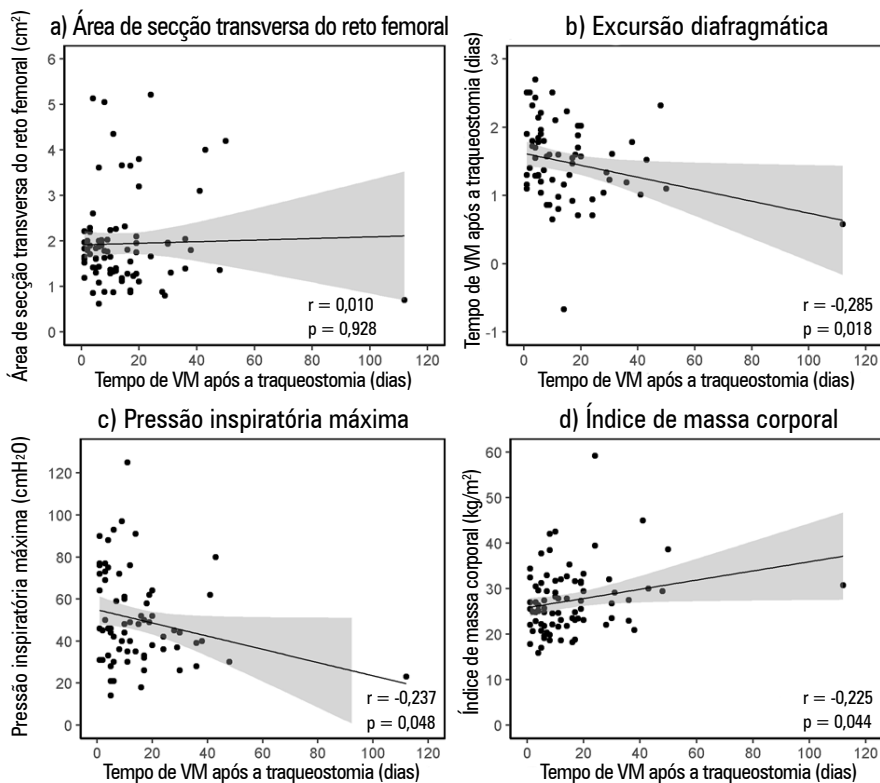 a) Área de secção transversa do reto femoral
Área de secção transversa do reto femoral (cm²)
6
5
4
3
2
1
0
r = 0,010
p = 0,928
0 20 40 60 80 100 120
Tempo de VM após a traqueostomia (dias)
b) Excursão diafragmática
Tempo de VM após a traqueostomia (dias)
3
2
1
0
-1
r = -0,285
p = 0,018
0 20 40 60 80 100 120
Tempo de VM após a traqueostomia (dias)
c) Pressão inspiratória máxima
Pressão inspiratória máxima (cmH2O)
120
100
80
60
40
20
0
r = -0,237
p = 0,048
0 20 40 60 80 100 120
Tempo de VM após a traqueostomia (dias)
d) Índice de massa corporal
Índice de massa corporal (kg/m²)
60
50
40
30
20
10
0
r = -0,225
p = 0,044
0 20 40 60 80 100 120
Tempo de VM após a traqueostomia (dias)